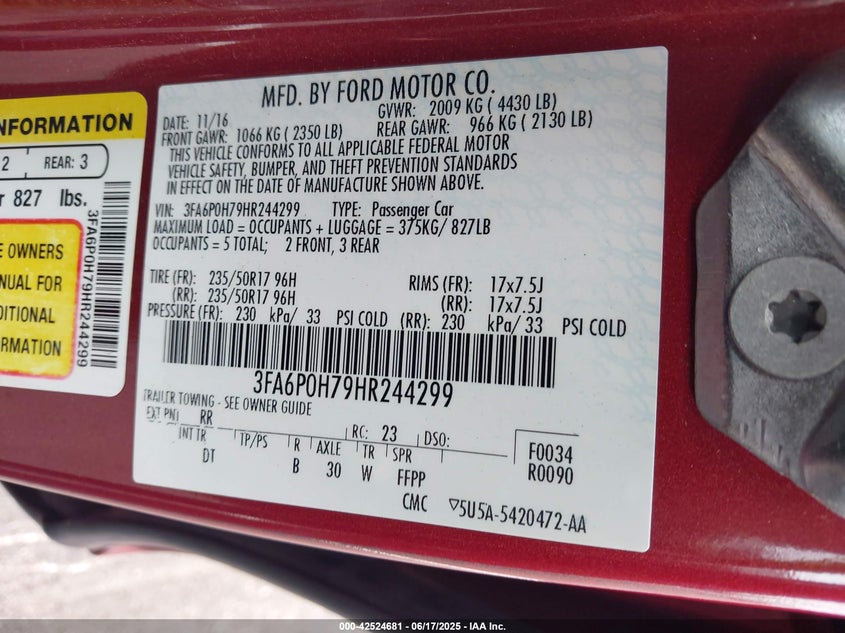 NFORMATION
2
REAR: 3
r 827 lbs.
E OWNERS
ANUAL FOR
DITIONAL
ORMATION
3FA6P0H79HR244299
MFD. BY FORD MOTOR CO.
DATE: 11/16 GVWR: 2009 KG ( 4430 LB)
FRONT GAWR: 1066 KG ( 2350 LB) REAR GAWR: 966 KG ( 2130 LB)
THIS VEHICLE CONFORMS TO ALL APPLICABLE FEDERAL MOTOR
VEHICLE SAFETY, BUMPER, AND THEFT PREVENTION STANDARDS
IN EFFECT ON THE DATE OF MANUFACTURE SHOWN ABOVE.
VIN: 3FA6P0H79HR244299 TYPE: Passenger Car
MAXIMUM LOAD = OCCUPANTS + LUGGAGE = 375KG/ 827LB
OCCUPANTS = 5 TOTAL; 2 FRONT, 3 REAR
TIRE (FR): 235/50R17 96H RIMS (FR): 17x7.5J
(RR): 235/50R17 96H (RR): 17x7.5J
PRESSURE (FR): 230 kPa/ 33 PSI COLD (RR): 230 kPa/ 33 PSI COLD
3FA6P0H79HR244299
TRAILER TOWING - SEE OWNER GUIDE
EXT PNT RR RC: 23 DSO: F0034
INT TR TP/PS R AXLE TR SPR R0090
DT B 30 W FFPP
CMC ▽5U5A-5420472-AA
000-42524681 | 06/17/2025 - IAA Inc.